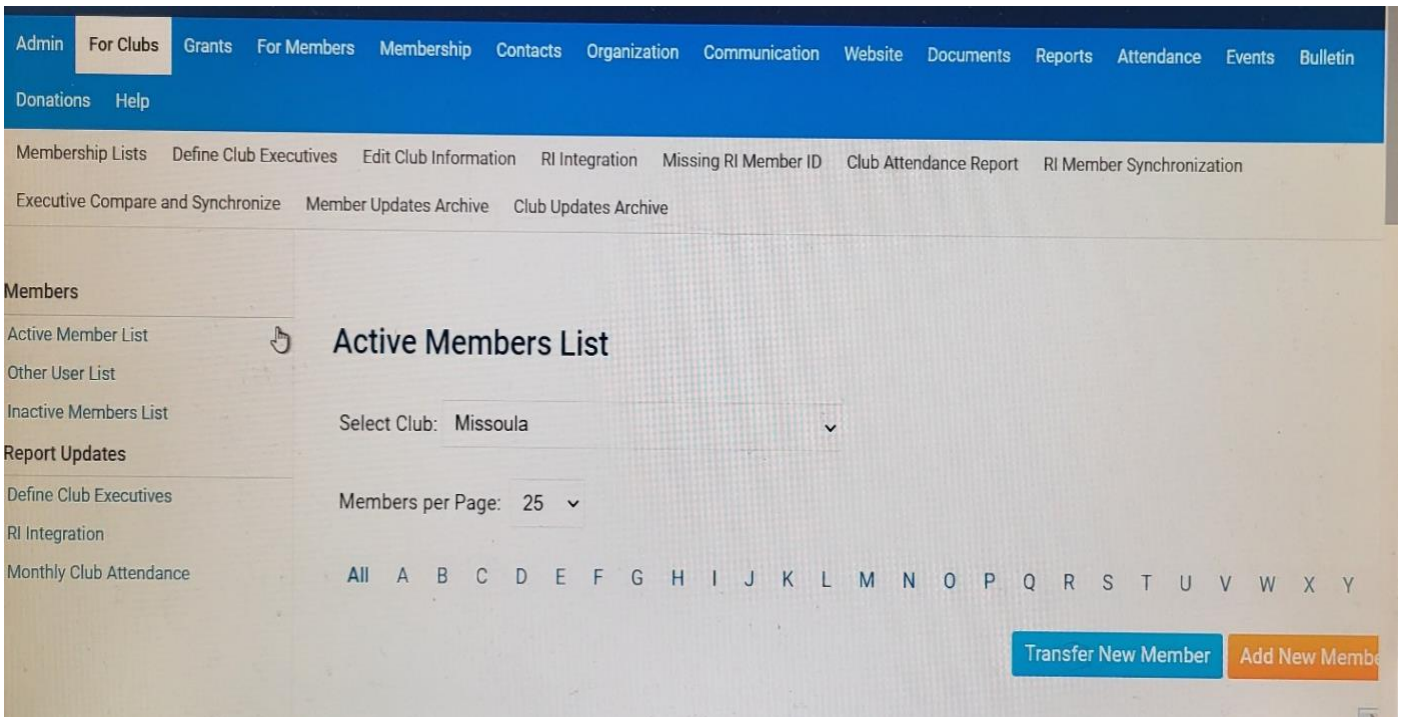 Admin For Clubs Grants For Members Membership Contacts Organization Communication Website Documents Reports Attendance Events Bulletin
Donations Help
Membership Lists Define Club Executives Edit Club Information RI Integration Missing RI Member ID Club Attendance Report RI Member Synchronization
Executive Compare and Synchronize Member Updates Archive Club Updates Archive
Members
Active Member List
Other User List
Inactive Members List
Report Updates
Define Club Executives
RI Integration
Monthly Club Attendance
Active Members List
Select Club: Missoula
Members per Page: 25
All A B C D E F G H I J K L M N O P Q R S T U V W X Y
Transfer New Member Add New Membe